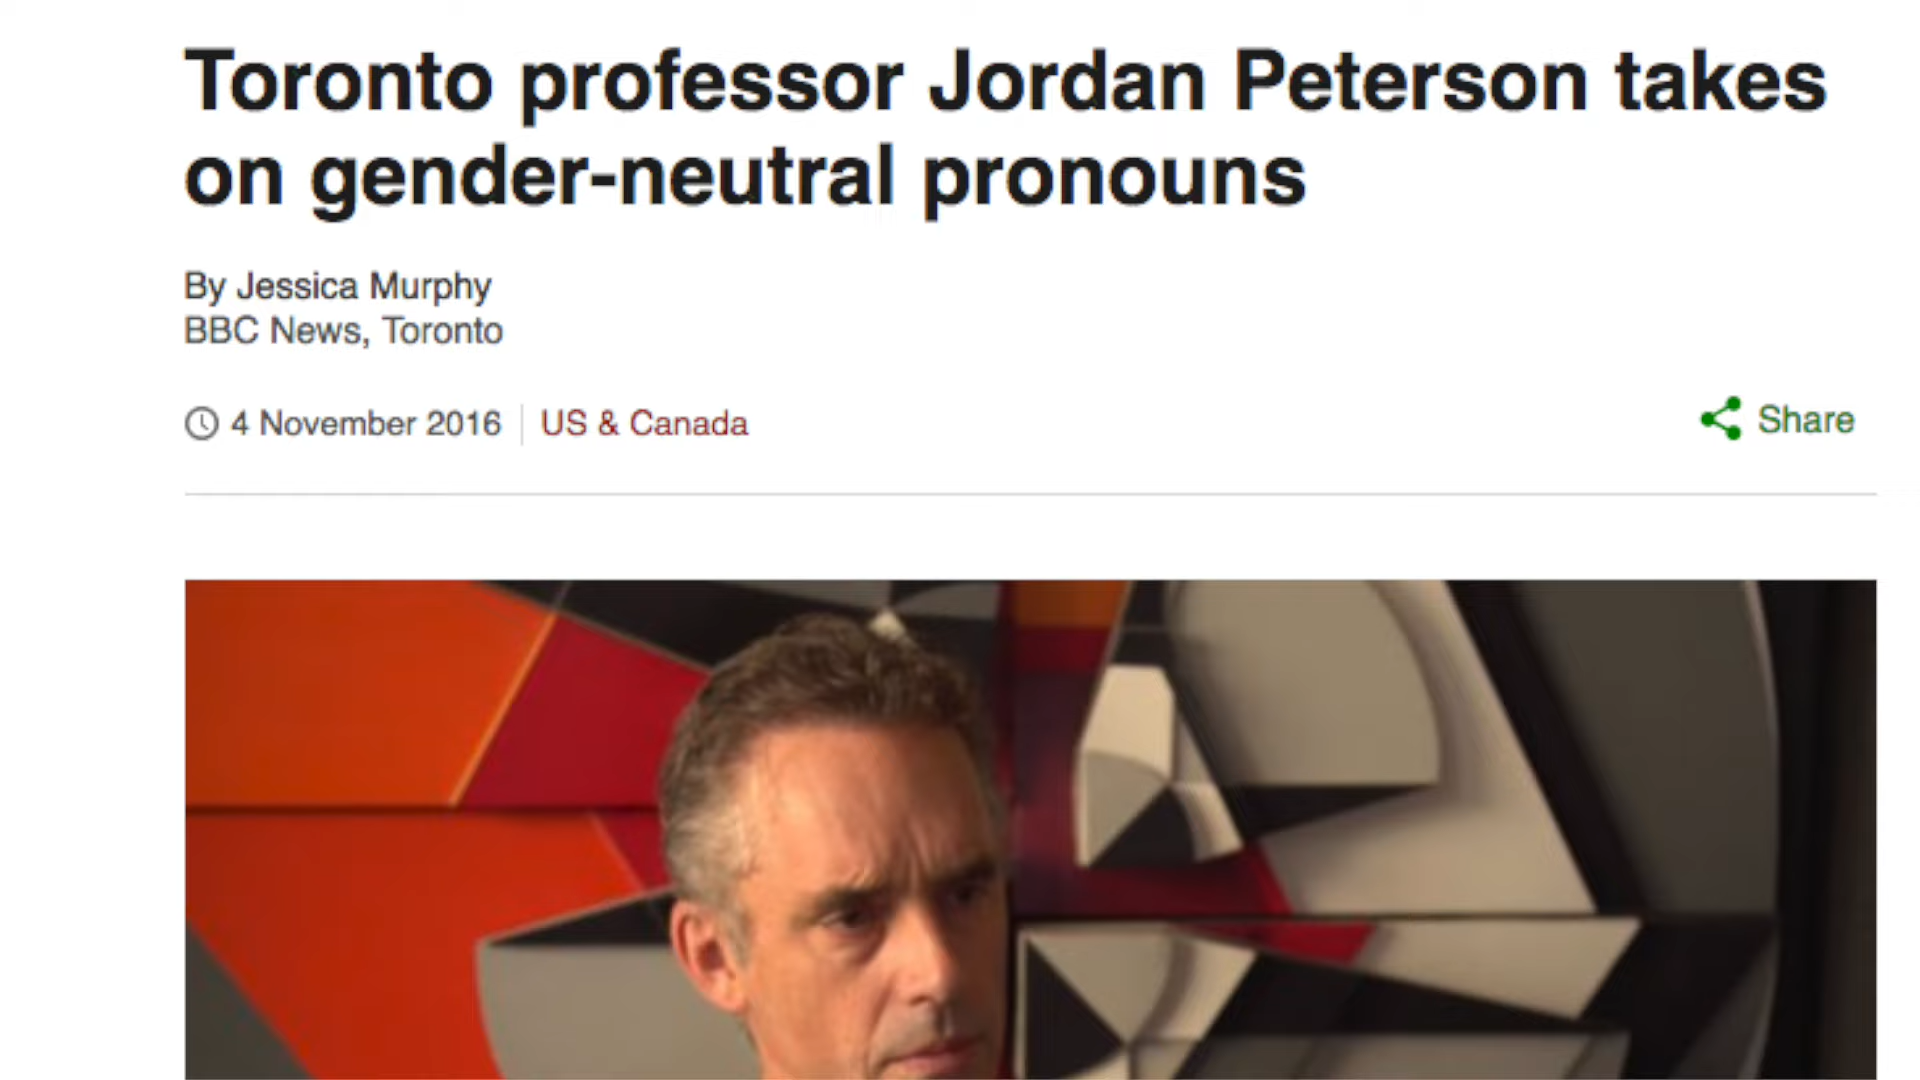 Toronto professor Jordan Peterson takes
on gender-neutral pronouns
By Jessica Murphy
BBC News, Toronto
4 November 2016
US & Canada
Share